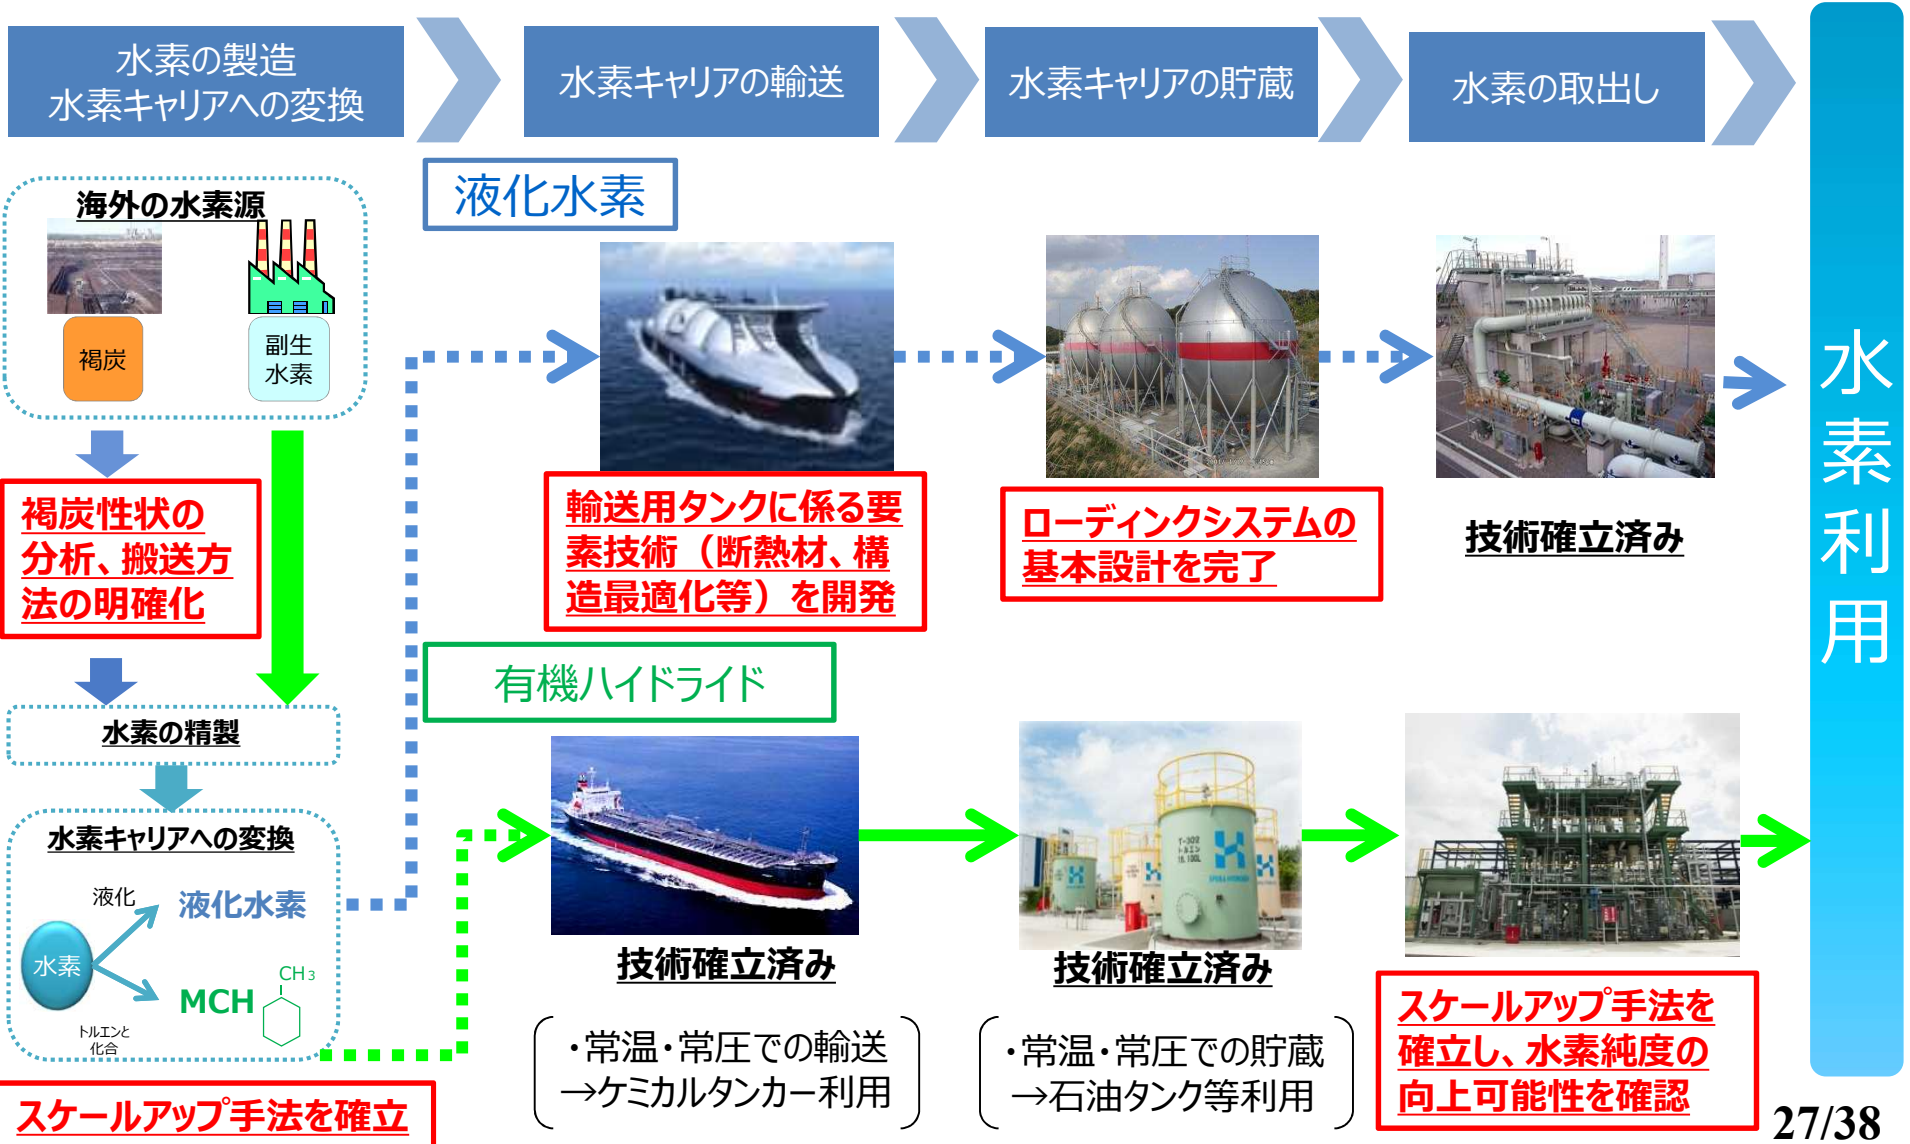 水素の製造
水素キャリアへの変換
水素キャリアの輸送
水素キャリアの貯蔵
水素の取出し
水素利用
海外の水素源
褐炭
副生
水素
褐炭性状の
分析、搬送方
法の明確化
水素の精製
水素キャリアへの変換
液化
液化水素
水素
MCH
CH3
トルエンと
化合
スケールアップ手法を確立
液化水素
輸送用タンクに係る要
素技術（断熱材、構
造最適化等）を開発
ローディングシステムの
基本設計を完了
技術確立済み
有機ハイドライド
技術確立済み
・常温・常圧での輸送
→ケミカルタンカー利用
T-302
トルエン
技術確立済み
・常温・常圧での貯蔵
→石油タンク等利用
スケールアップ手法を
確立し、水素純度の
向上可能性を確認
27/38